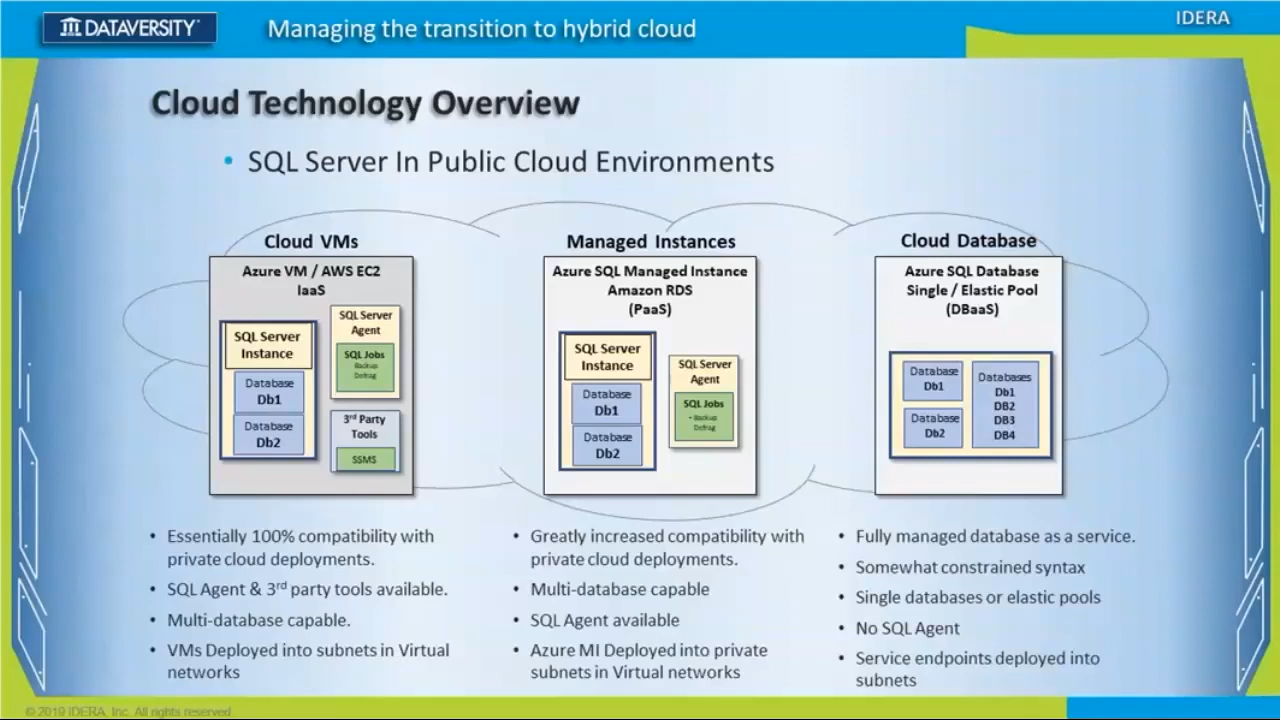 DATAVERSITY
Managing the transition to hybrid cloud
IDERA
Cloud Technology Overview
• SQL Server In Public Cloud Environments
Cloud VMs
Azure VM / AWS EC2
IaaS
SQL Server
Instance
Database
Db1
Database
Db2
SQL Server
Agent
SQL Jobs
Backup
Defrag
3rd Party
Tools
SSMS
Managed Instances
Azure SQL Managed Instance
Amazon RDS
(PaaS)
SQL Server
Instance
Database
Db1
Database
Db2
SQL Server
Agent
SQL Jobs
• Backup
Defrag
Cloud Database
Azure SQL Database
Single / Elastic Pool
(DBaaS)
Database
Db1
Database
Db2
Databases
Db1
DB2
DB3
DB4
• Essentially 100% compatibility with
private cloud deployments.
• SQL Agent & 3rd party tools available.
• Multi-database capable.
• VMs Deployed into subnets in Virtual
networks
• Greatly increased compatibility with
private cloud deployments.
• Multi-database capable
• SQL Agent available
• Azure MI Deployed into private
subnets in Virtual networks
• Fully managed database as a service.
• Somewhat constrained syntax
• Single databases or elastic pools
• No SQL Agent
• Service endpoints deployed into
subnets
© 2019 IDERA, Inc. All rights reserved.